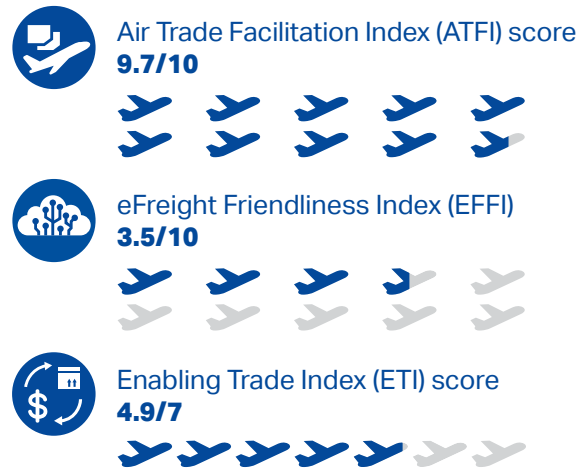 Air Trade Facilitation Index (ATFI) score
9.7/10
eFreight Friendliness Index (EFFI)
3.5/10
Enabling Trade Index (ETI) score
4.9/7
$